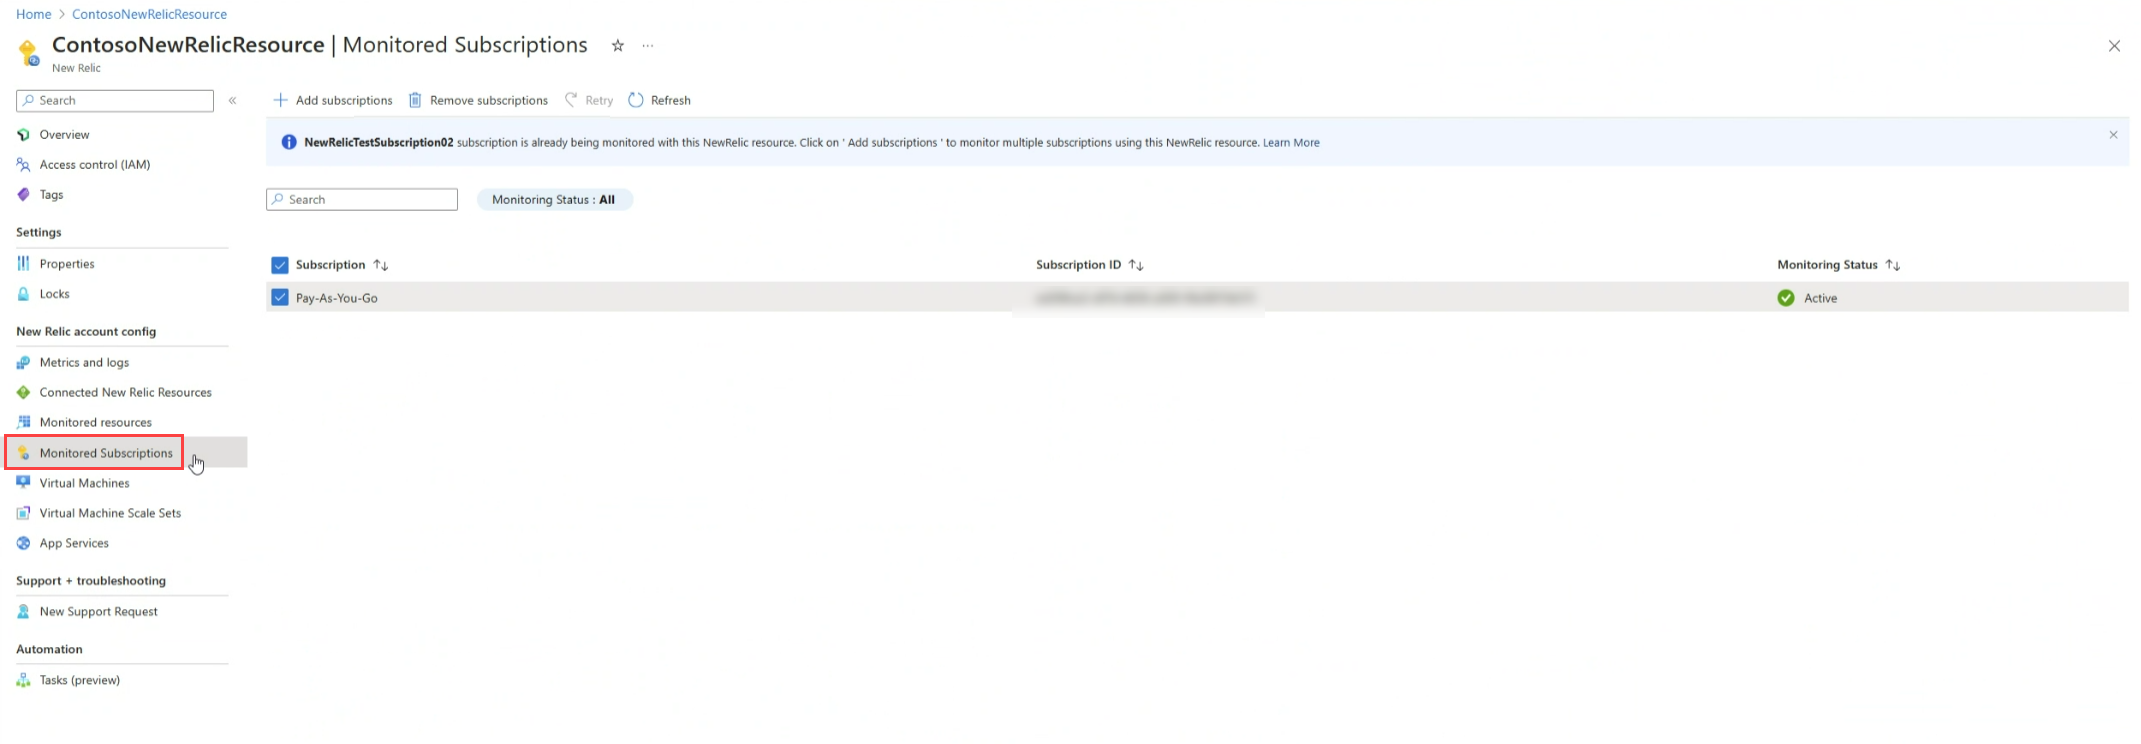 Home > ContosoNewRelicResource
ContosoNewRelicResource | Monitored Subscriptions
New Relic
Search
Add subscriptions Remove subscriptions Retry Refresh
NewRelicTestSubscription02 subscription is already being monitored with this NewRelic resource. Click on ' Add subscriptions ' to monitor multiple subscriptions using this NewRelic resource. Learn More
Overview
Access control (IAM)
Tags
Settings
Properties
Locks
New Relic account config
Metrics and logs
Connected New Relic Resources
Monitored resources
Monitored Subscriptions
Virtual Machines
Virtual Machine Scale Sets
App Services
Support + troubleshooting
New Support Request
Automation
Tasks (preview)
Search
Monitoring Status : All
Subscription Subscription ID Monitoring Status
Pay-As-You-Go Active